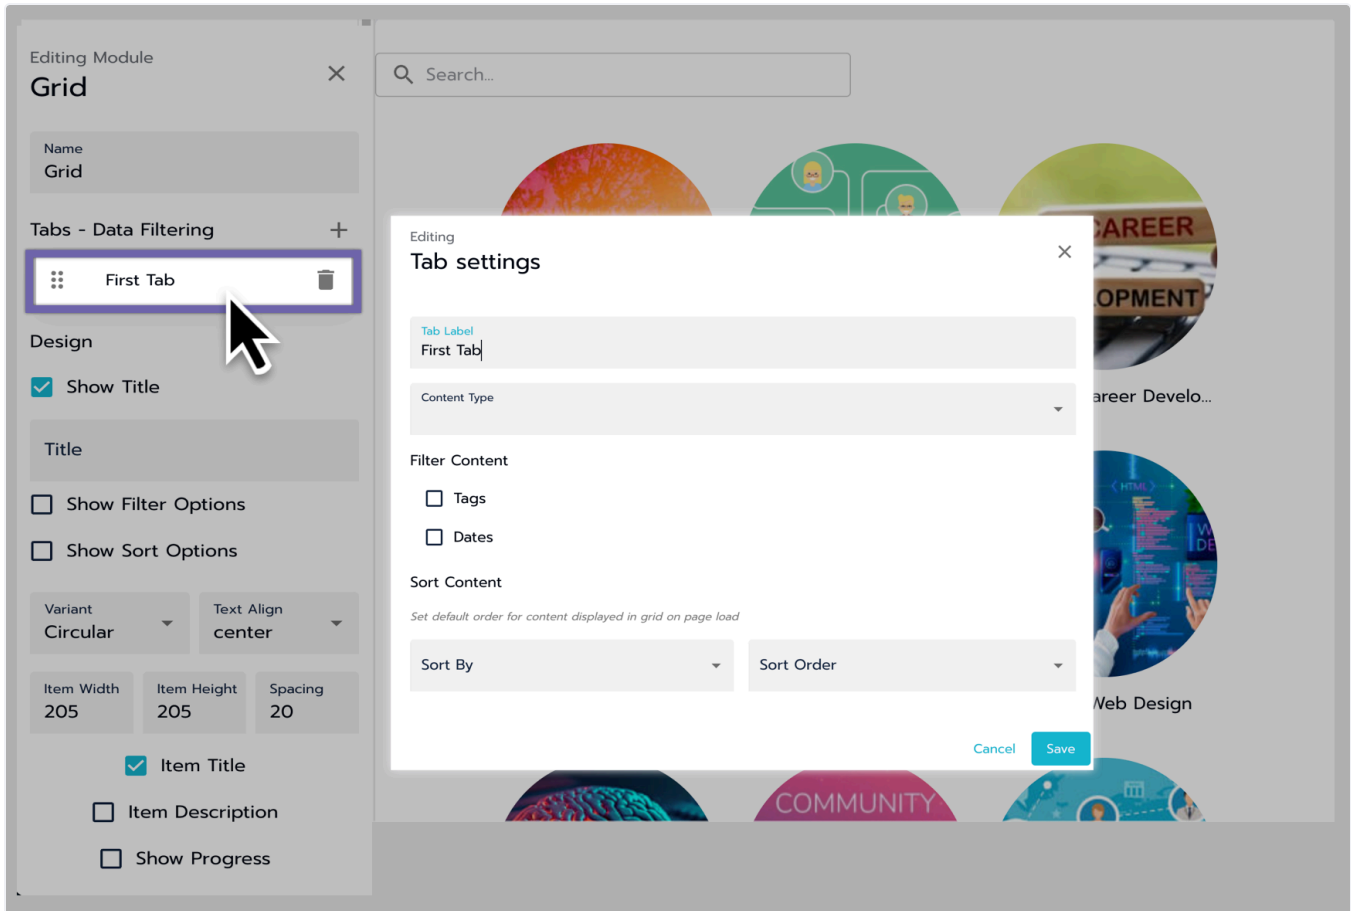 Editing Module
Grid
Name
Grid
Tabs - Data Filtering
First Tab
Design
Show Title
Title
Show Filter Options
Show Sort Options
Variant
Circular
Text Align
center
Item Width
205
Item Height
205
Spacing
20
Item Title
Item Description
Show Progress
Search...
Editing
Tab settings
Tab Label
First Tab
Content Type
Filter Content
Tags
Dates
Sort Content
Set default order for content displayed in grid on page load
Sort By
Sort Order
Cancel
Save
CAREER
OPMENT
areer Develo...
HTML
Web Design
COMMUNITY